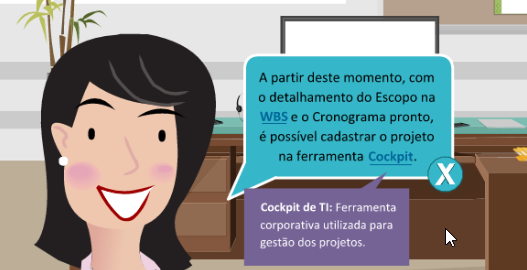 A partir deste momento, com
o detalhamento do Escopo na
WBS e o Cronograma pronto,
é possível cadastrar o projeto
na ferramenta Cockpit.
X
Cockpit de TI: Ferramenta
corporativa utilizada para
gestão dos projetos.